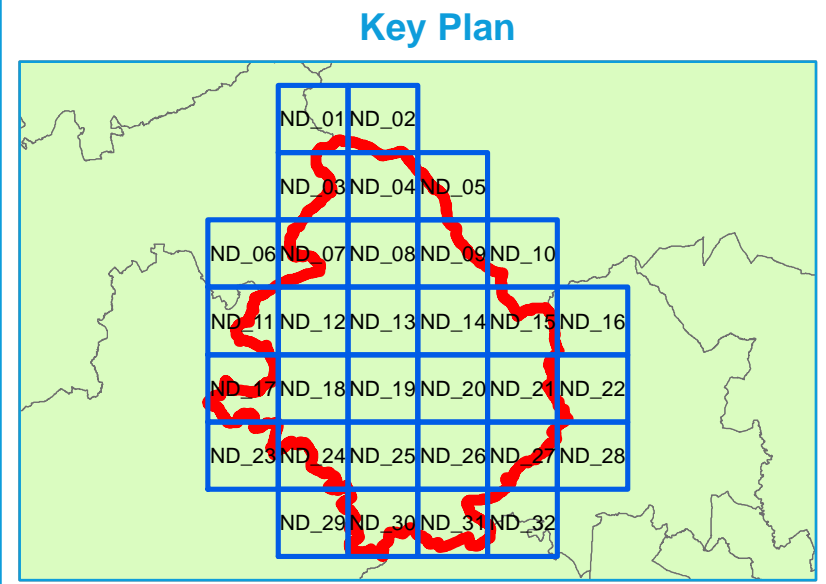 Key Plan
ND_01 ND_02
ND_03 ND_04 ND_05
ND_06 ND_07 ND_08 ND_09 ND_10
ND_11 ND_12 ND_13 ND_14 ND_15 ND_16
ND_17 ND_18 ND_19 ND_20 ND_21 ND_22
ND_23 ND_24 ND_25 ND_26 ND_27 ND_28
ND_29 ND_30 ND_31 ND_32